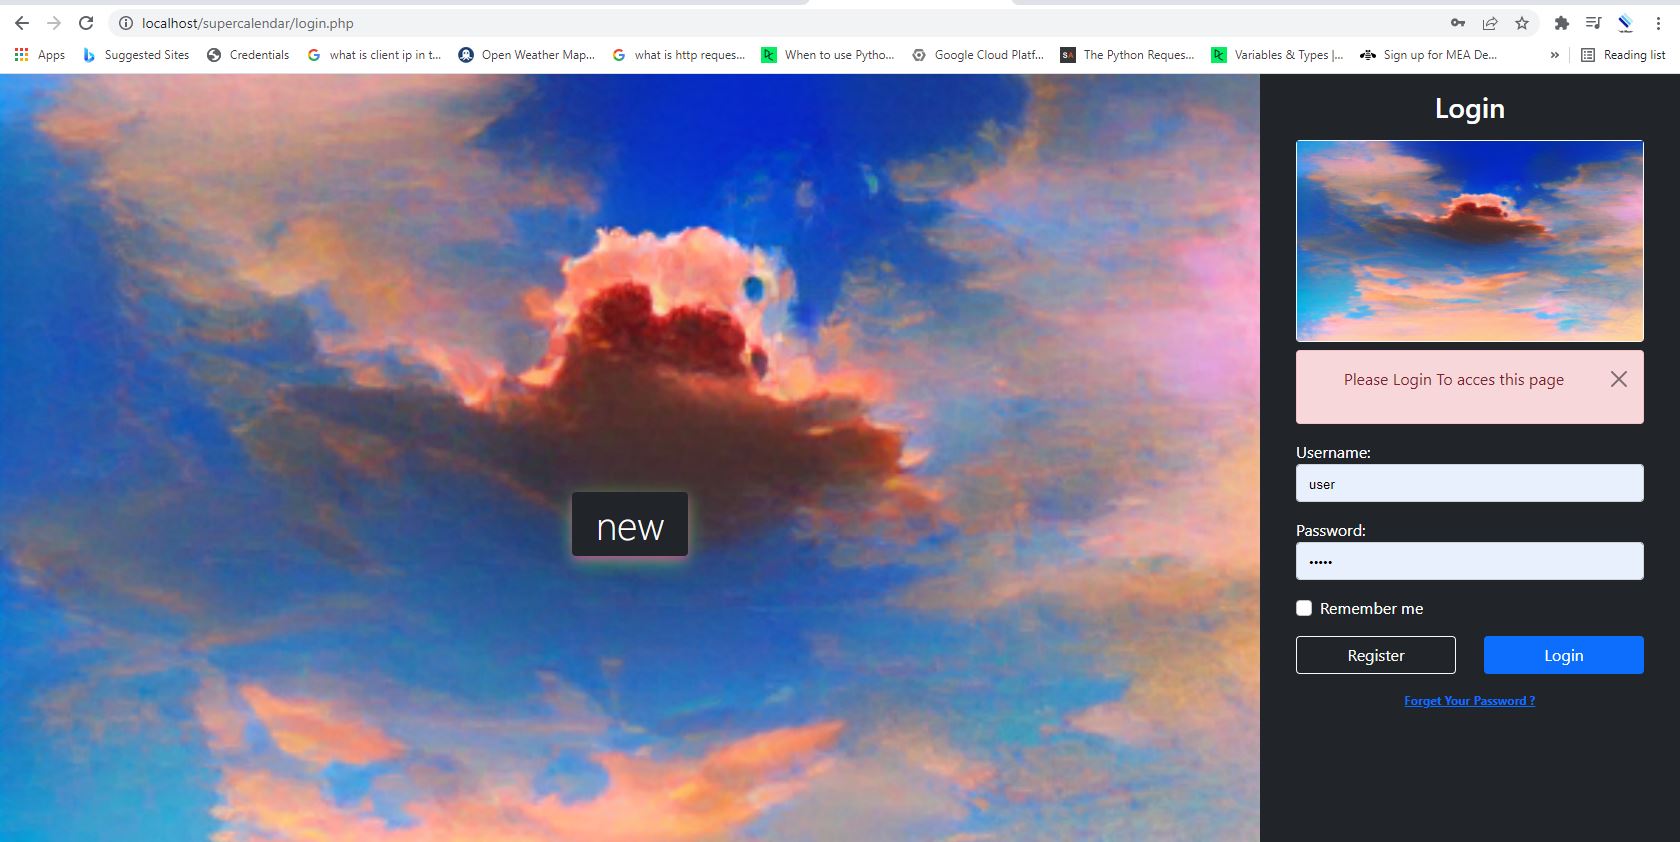 localhost/supercalendar/login.php
Apps
Suggested Sites
Credentials
what is client ip in t...
Open Weather Map...
what is http reques...
When to use Pytho...
Google Cloud Platf...
SA
The Python Reques...
Variables & Types |...
Sign up for MEA De...
»
Reading list
new
Login
Please Login To acces this page
Username:
user
Password:
•••••
Remember me
Register
Login
Forget Your Password ?